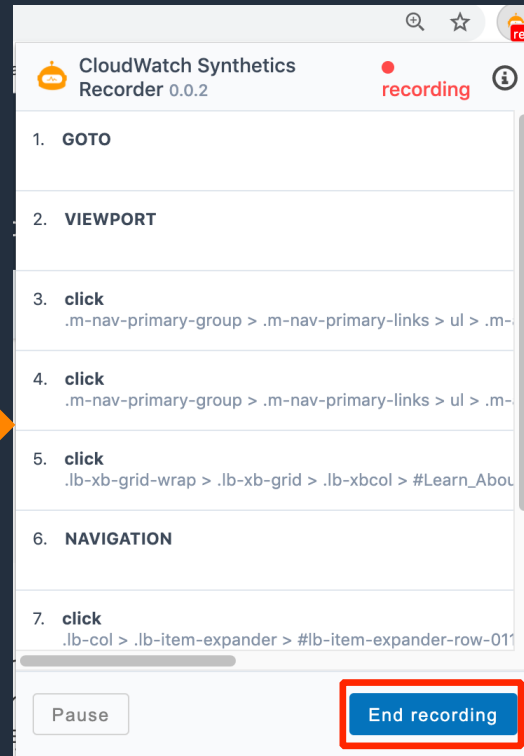 CloudWatch Synthetics
Recorder 0.0.2
recording
1. GOTO
2. VIEWPORT
3. click
.m-nav-primary-group > .m-nav-primary-links > ul > .m-
4. click
.m-nav-primary-group > .m-nav-primary-links > ul > .m-
5. click
.lb-xb-grid-wrap > .lb-xb-grid > .lb-xbcol > #Learn_Abou
6. NAVIGATION
7. click
.lb-col > .lb-item-expander > #lb-item-expander-row-011
Pause
End recording